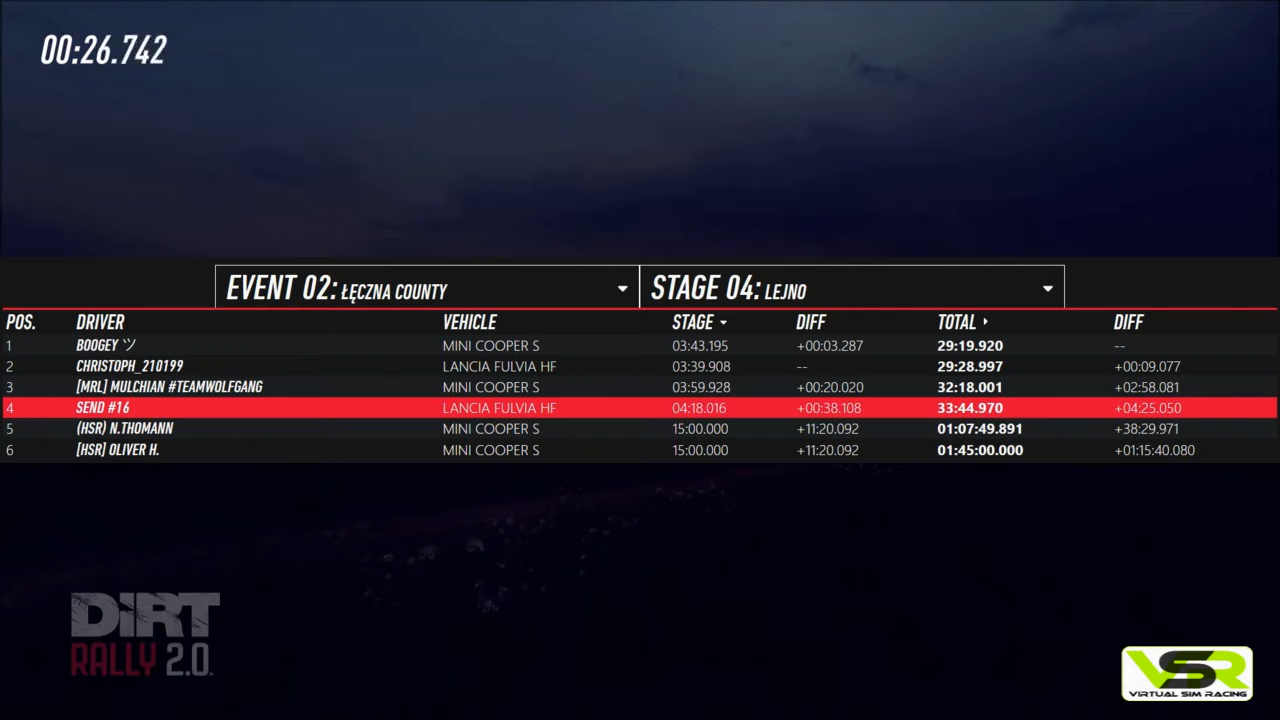 00:26.742
EVENT 02: ŁĘCZNA COUNTY STAGE 04: LEJNO
POS. DRIVER VEHICLE STAGE DIFF TOTAL DIFF
1 BOOGEY ツ MINI COOPER S 03:43.195 +00:03.287 29:19.920 --
2 CHRISTOPH_210199 LANCIA FULVIA HF 03:39.908 -- 29:28.997 +00:09.077
3 [MRL] MULCHIAN #TEAMWOLFGANG MINI COOPER S 03:59.928 +00:20.020 32:18.001 +02:58.081
4 SEND #16 LANCIA FULVIA HF 04:18.016 +00:38.108 33:44.970 +04:25.050
5 (HSR) N.THOMANN MINI COOPER S 15:00.000 +11:20.092 01:07:49.891 +38:29.971
6 [HSR] OLIVER H. MINI COOPER S 15:00.000 +11:20.092 01:45:00.000 +01:15:40.080
DiRT
RALLY 2.0.
VSR
VIRTUAL SIM RACING